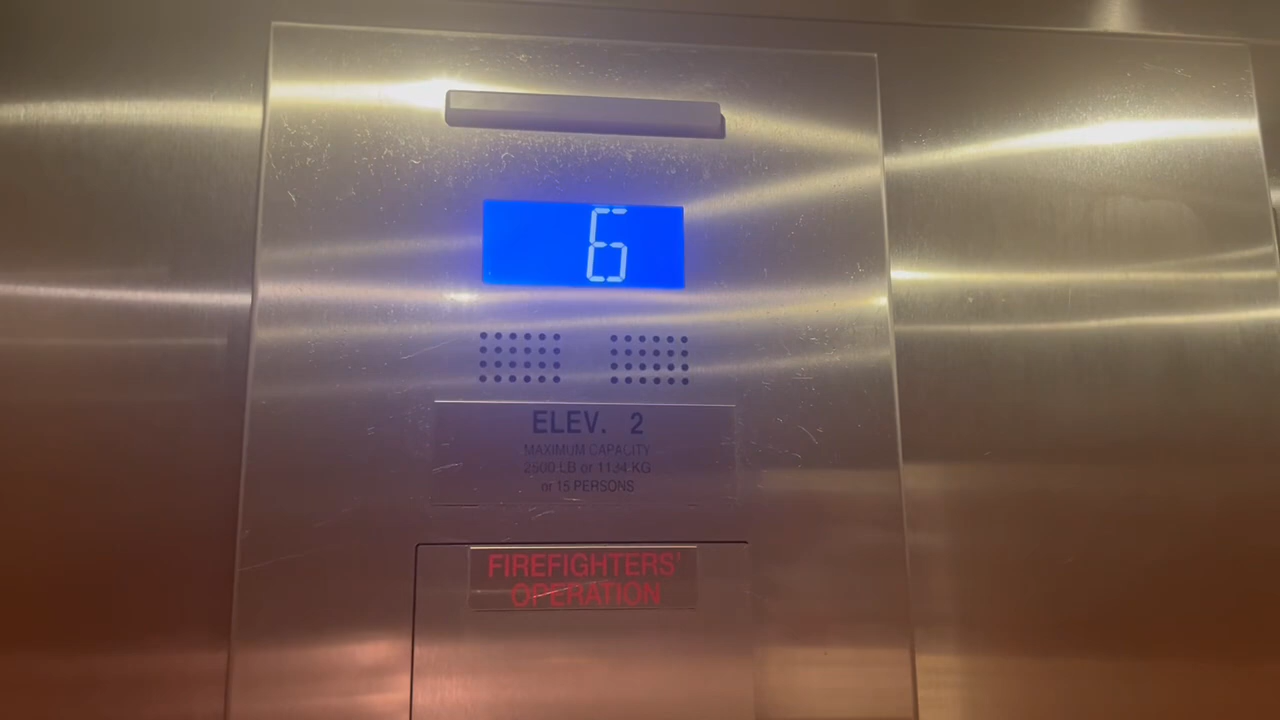 6
ELEV. 2
MAXIMUM CAPACITY
2500 LB or 1134 KG
or 15 PERSONS
FIREFIGHTERS'
OPERATION